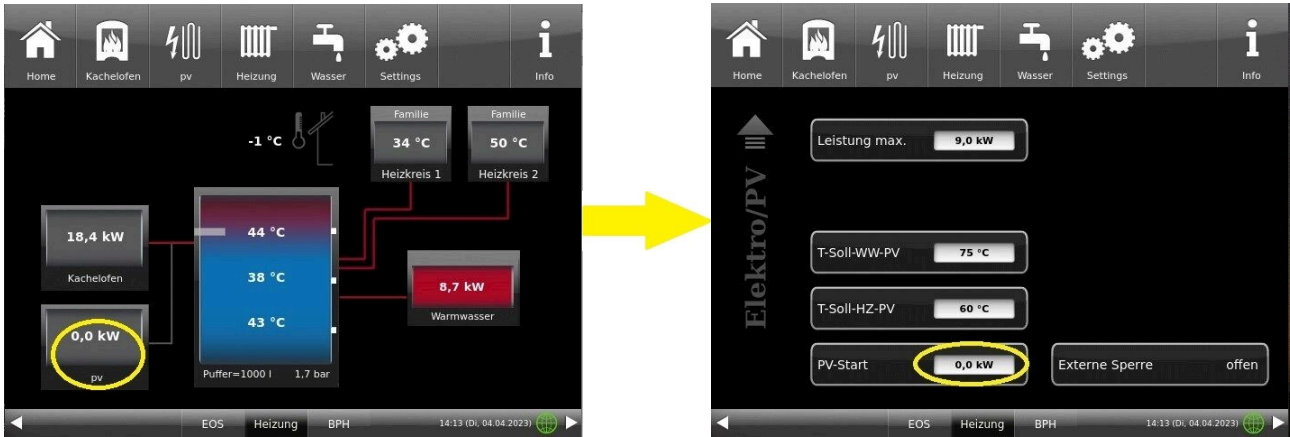 Home Kachelofen pv Heizung Wasser Settings Info
-1 °C
Familie Familie
34 °C 50 °C
Heizkreis 1 Heizkreis 2
18,4 kW
Kachelofen
0,0 kW
pv
44 °C
38 °C
43 °C
Puffer=1000 l 1,7 bar
8,7 kW
Warmwasser
EOS Heizung BPH 14:13 (Di, 04.04.2023)
Home Kachelofen pv Heizung Wasser Settings Info
Elektro/PV
Leistung max. 9,0 kW
T-Soll-WW-PV 75 °C
T-Soll-HZ-PV 60 °C
PV-Start 0,0 kW Externe Sperre offen
EOS Heizung BPH 14:13 (Di, 04.04.2023)